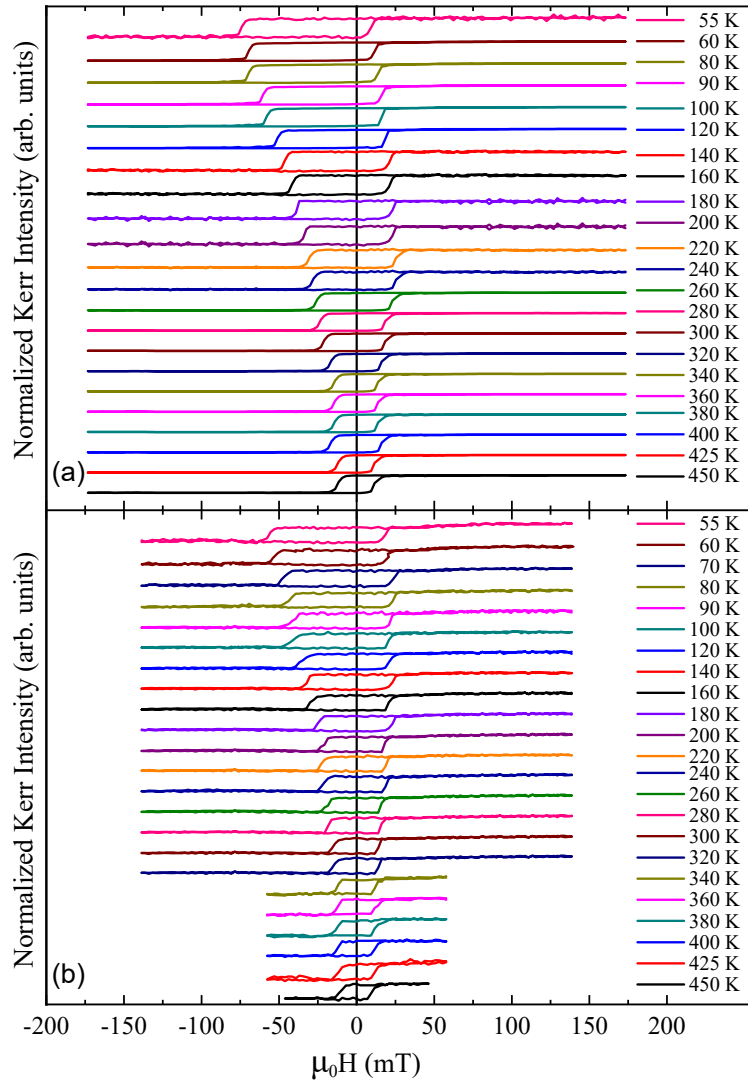 Normalized Kerr Intensity (arb. units)
55 K
60 K
80 K
90 K
100 K
120 K
140 K
160 K
180 K
200 K
220 K
240 K
260 K
280 K
300 K
320 K
340 K
360 K
380 K
400 K
425 K
450 K
(a)
Normalized Kerr Intensity (arb. units)
55 K
60 K
70 K
80 K
90 K
100 K
120 K
140 K
160 K
180 K
200 K
220 K
240 K
260 K
280 K
300 K
320 K
340 K
360 K
380 K
400 K
425 K
450 K
(b)
-200 -150 -100 -50 0 50 100 150 200
μ₀H (mT)